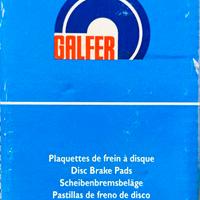 GALFER
Plaquettes de frein à disque
Disc Brake Pads
Scheibenbremsbeläge
Pastillas de freno de disco